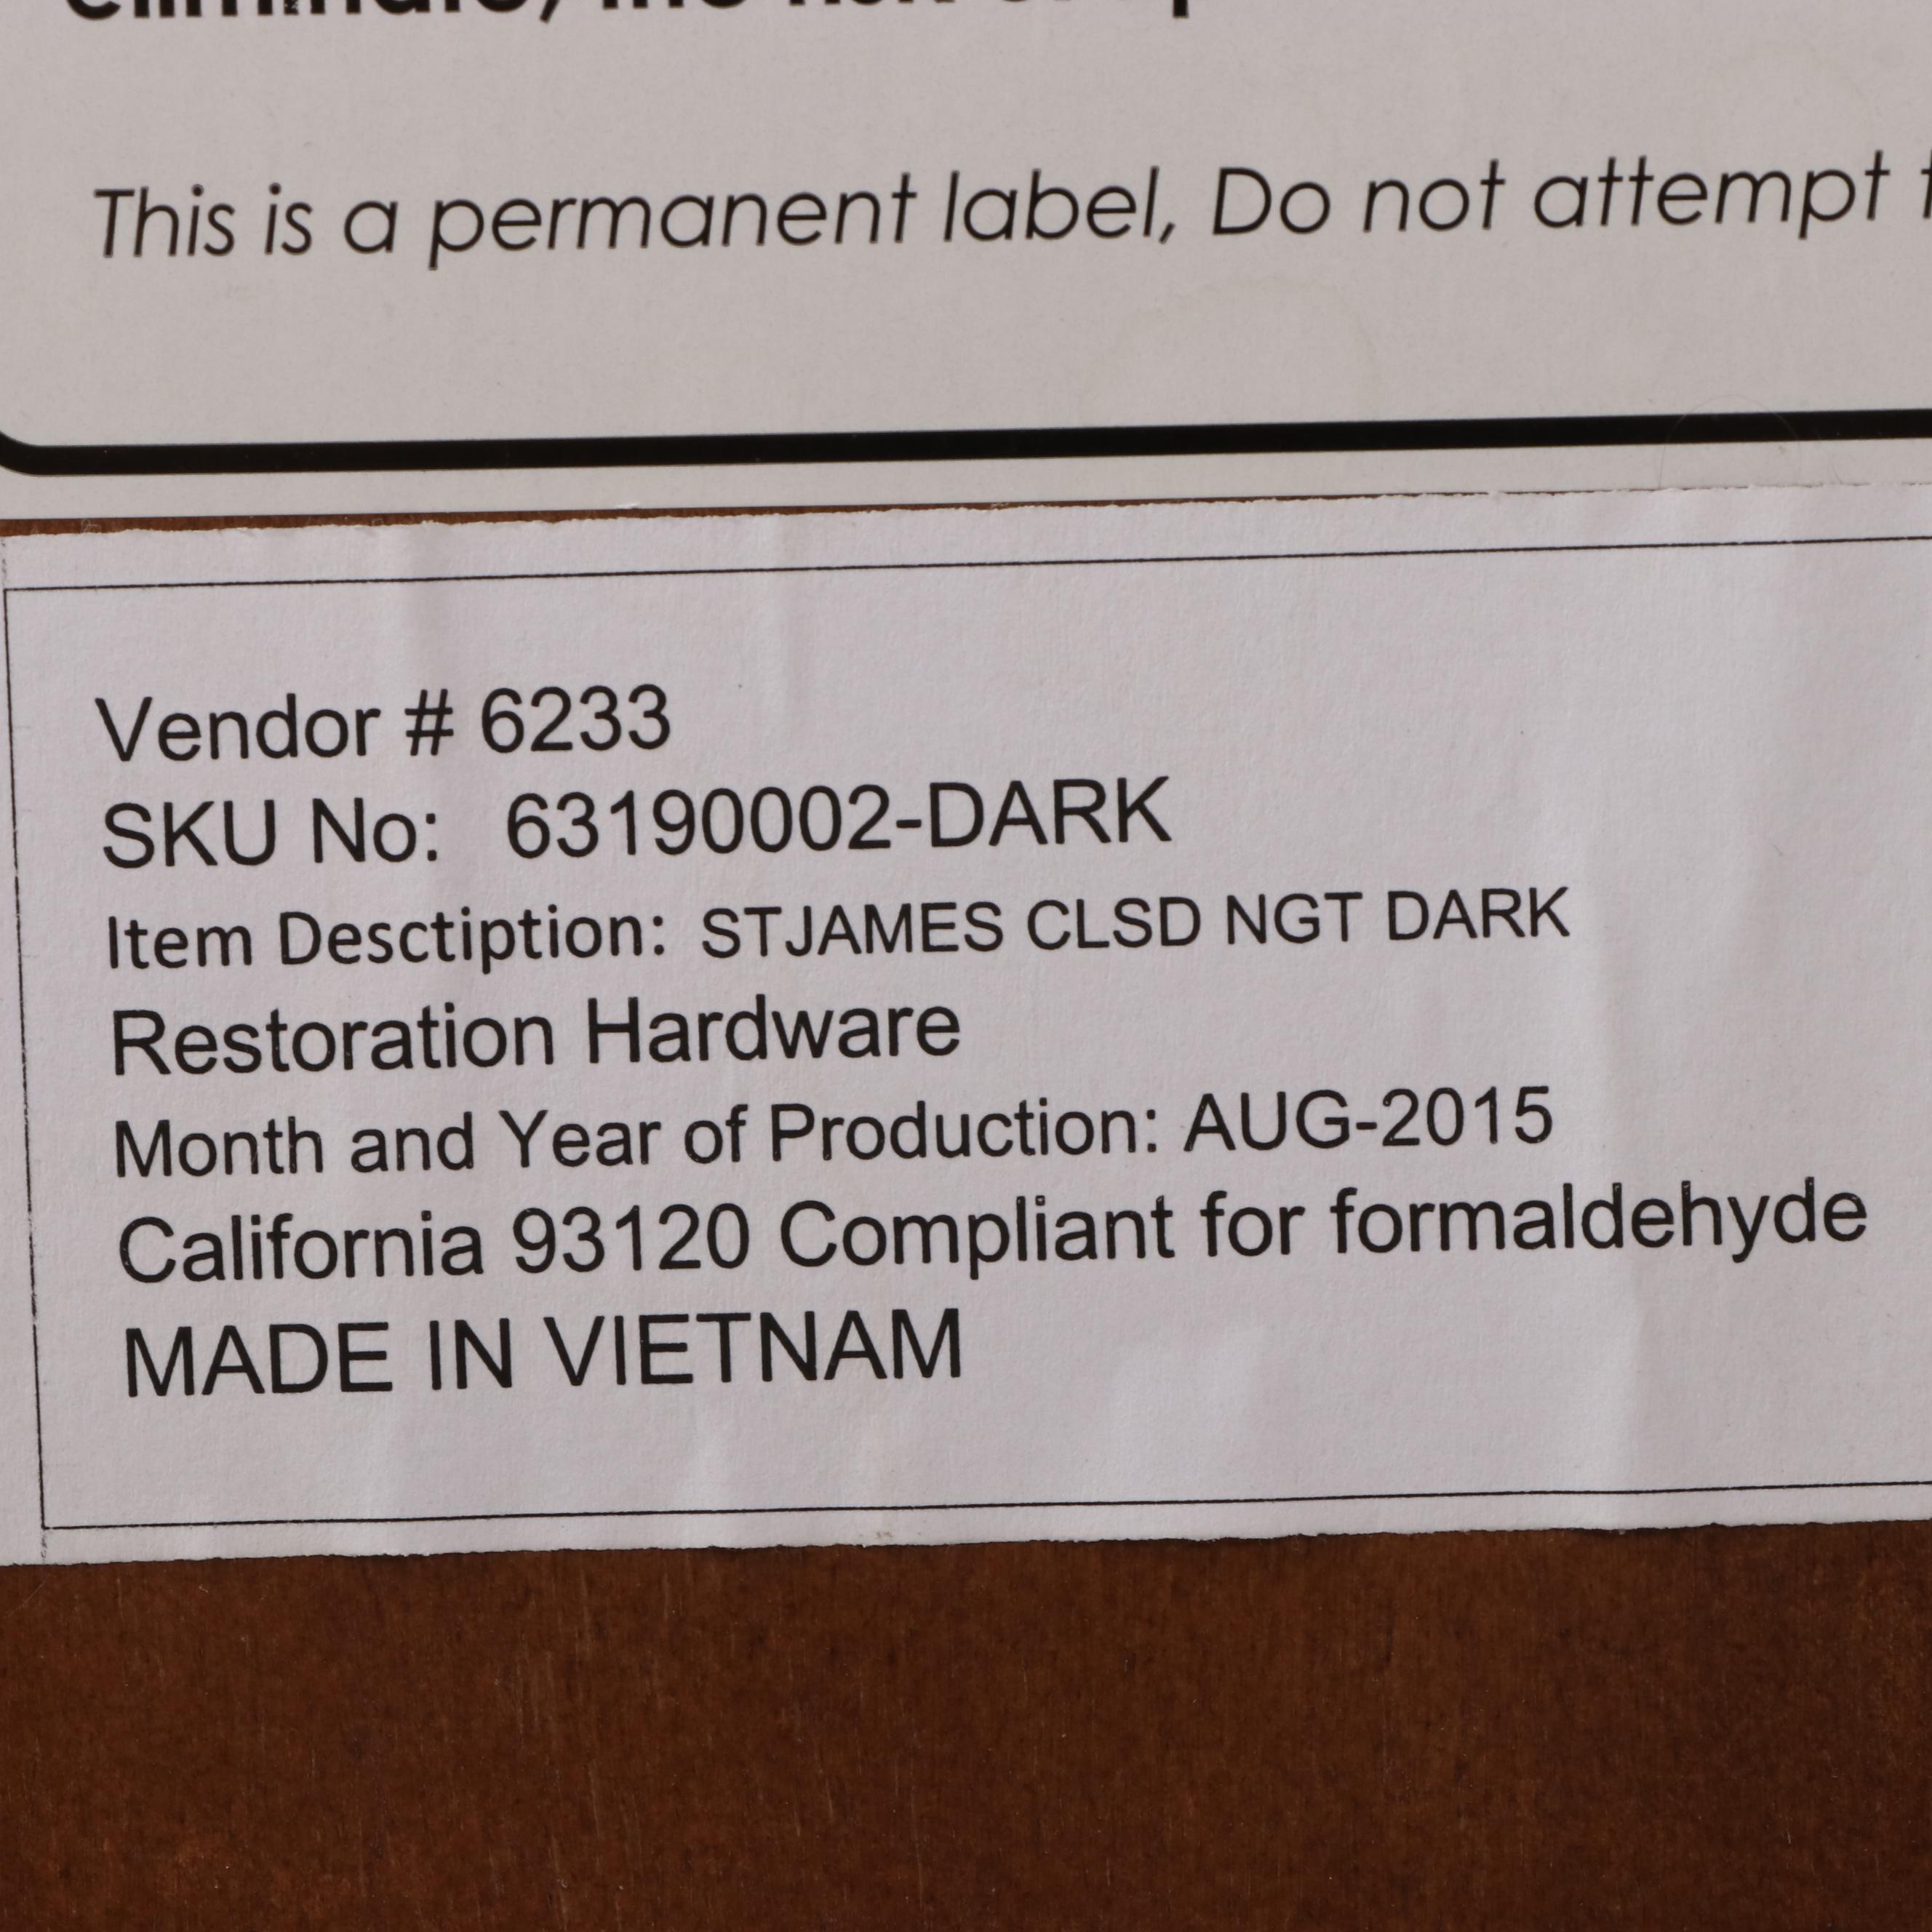 This is a permanent label, Do not attempt
Vendor # 6233
SKU No: 63190002-DARK
Item Desctiption: STJAMES CLSD NGT DARK
Restoration Hardware
Month and Year of Production: AUG-2015
California 93120 Compliant for formaldehyde
MADE IN VIETNAM